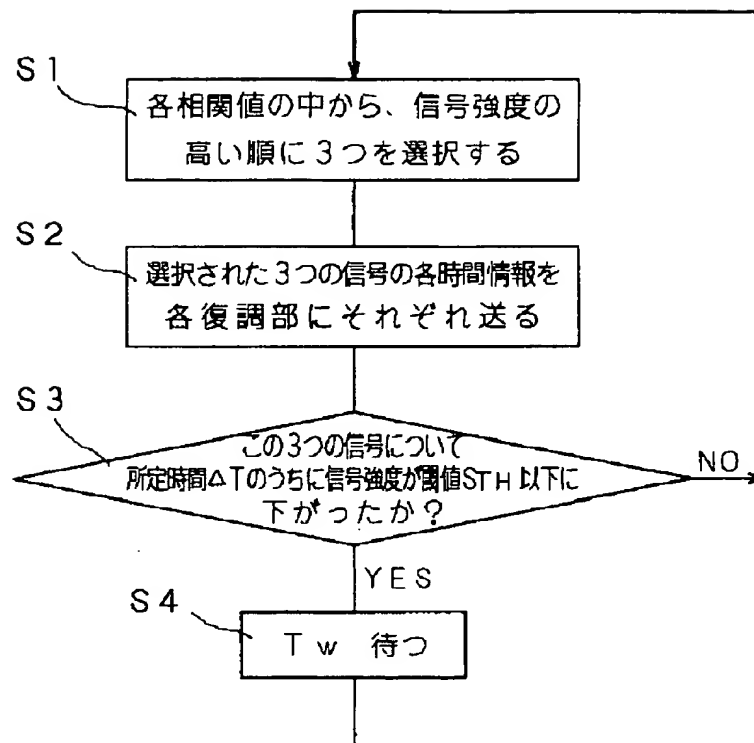 S1
各相関値の中から、信号強度の
高い順に3つを選択する
S2
選択された3つの信号の各時間情報を
各復調部にそれぞれ送る
S3
この3つの信号について
所定時間ΔTのうちに信号強度が閾値STH以下に
下がったか?
NO
YES
S4
Tw 待つ